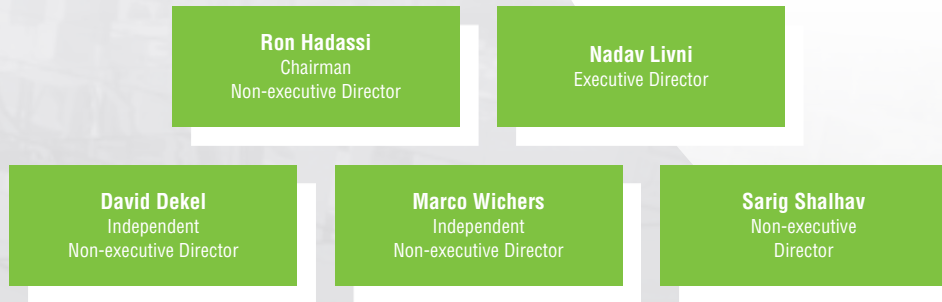 Ron Hadassi
Chairman
Non-executive Director
Nadav Livni
Executive Director
David Dekel
Independent
Non-executive Director
Marco Wichers
Independent
Non-executive Director
Sarig Shalhav
Non-executive
Director